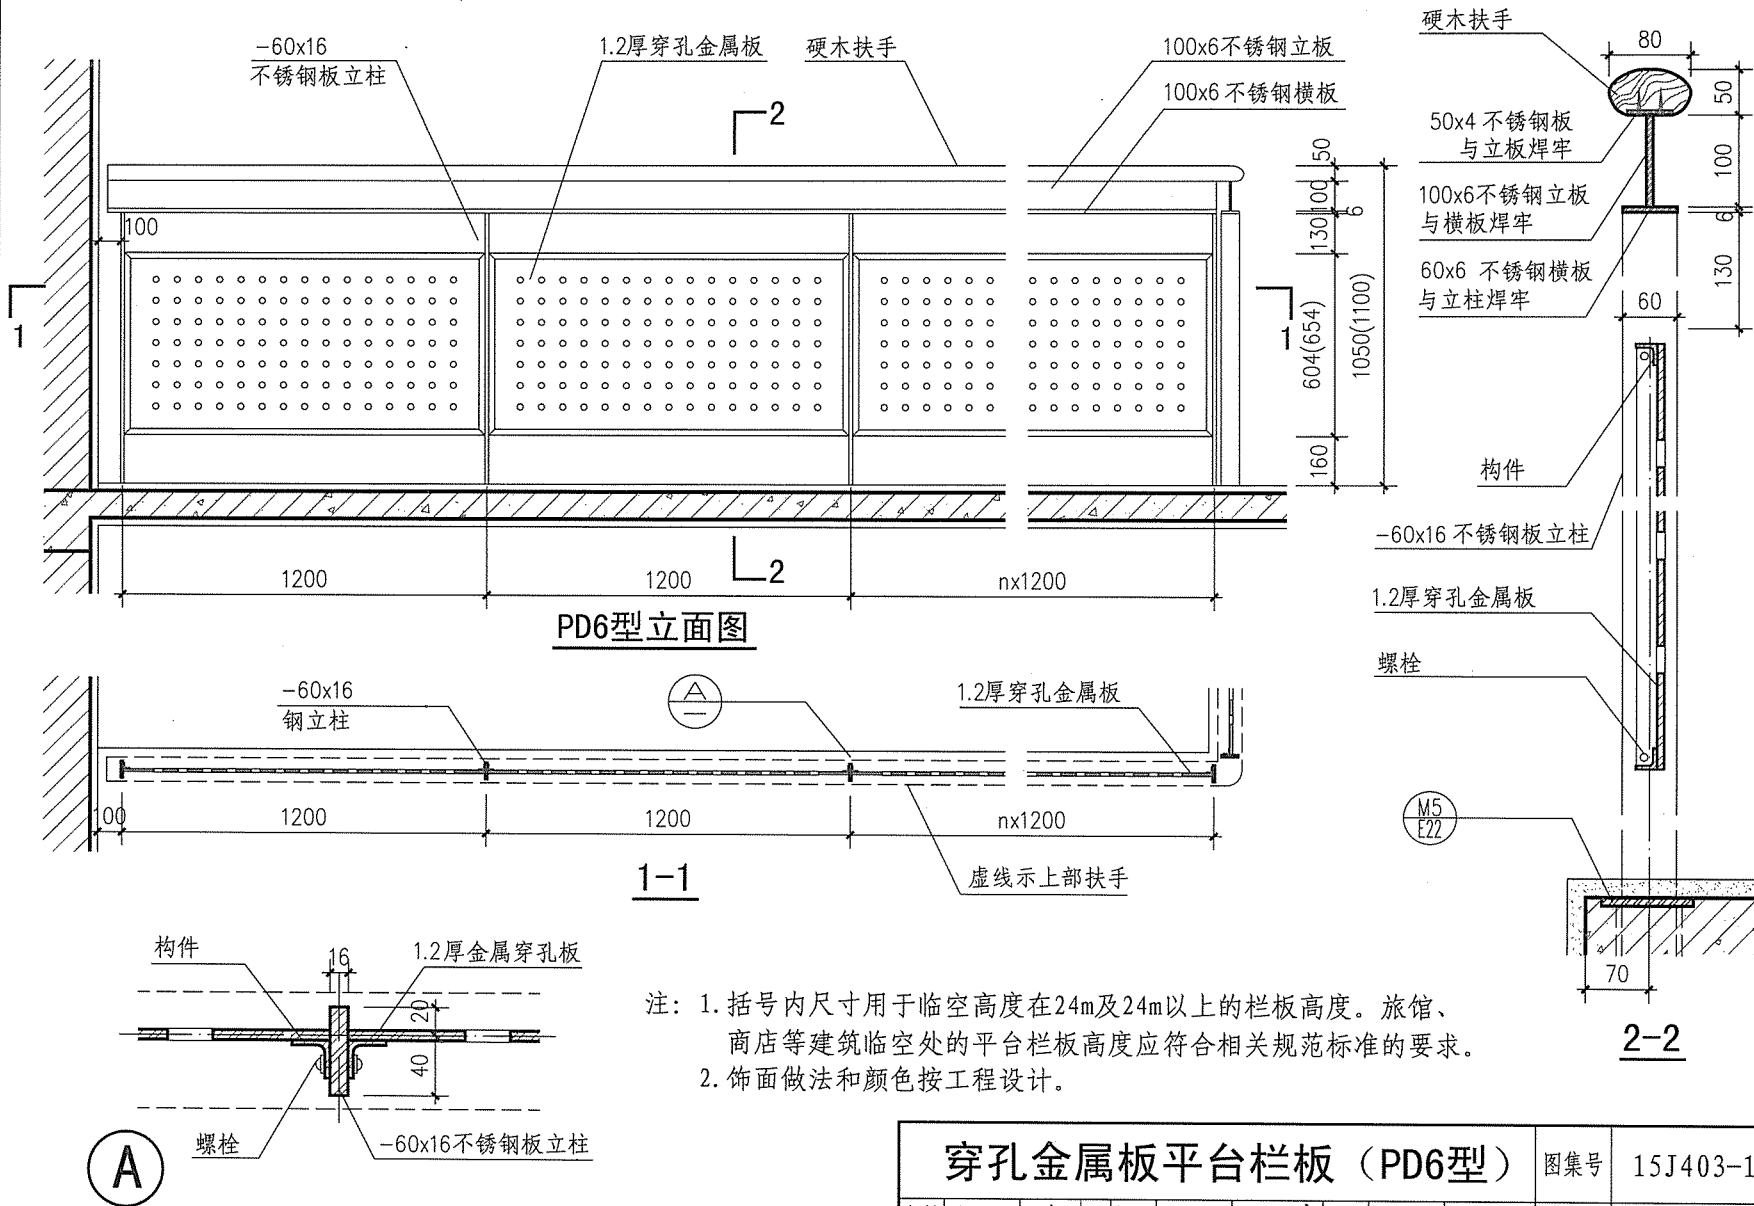 -60x16
不锈钢板立柱
1.2厚穿孔金属板
硬木扶手
100x6不锈钢立板
100x6 不锈钢横板
2
100
1
1
50
100
6
130
604(654)
160
1050(1100)
1200
1200
nx1200
2
PD6型立面图
-60x16
钢立柱
A
1.2厚穿孔金属板
100
1200
1200
nx1200
1-1
虚线示上部扶手
硬木扶手
80
50
50x4 不锈钢板
与立板焊牢
100
100x6不锈钢立板
与横板焊牢
6
60x6 不锈钢横板
与立柱焊牢
130
60
构件
-60x16 不锈钢板立柱
1.2厚穿孔金属板
螺栓
M5
E22
70
2-2
构件
16
1.2厚金属穿孔板
20
40
螺栓
-60x16不锈钢板立柱
A
注: 1.括号内尺寸用于临空高度在24m及24m以上的栏板高度。旅馆、
商店等建筑临空处的平台栏板高度应符合相关规范标准的要求。
2.饰面做法和颜色按工程设计。
穿孔金属板平台栏板（PD6型）
图集号
15J403-1